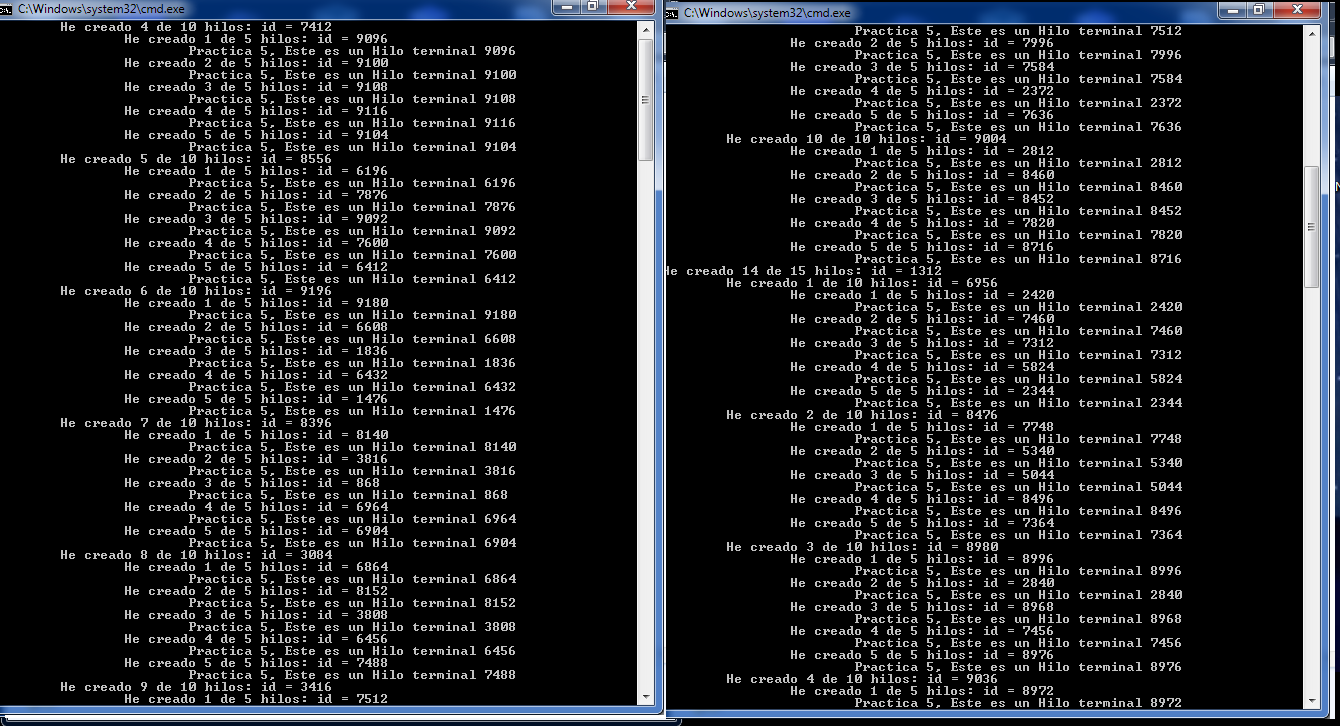 C:\Windows\system32\cmd.exe
He creado 4 de 10 hilos: id = 7412
He creado 1 de 5 hilos: id = 9096
Practica 5, Este es un Hilo terminal 9096
He creado 2 de 5 hilos: id = 9100
Practica 5, Este es un Hilo terminal 9100
He creado 3 de 5 hilos: id = 9108
Practica 5, Este es un Hilo terminal 9108
He creado 4 de 5 hilos: id = 9116
Practica 5, Este es un Hilo terminal 9116
He creado 5 de 5 hilos: id = 9104
Practica 5, Este es un Hilo terminal 9104
He creado 5 de 10 hilos: id = 8556
He creado 1 de 5 hilos: id = 6196
Practica 5, Este es un Hilo terminal 6196
He creado 2 de 5 hilos: id = 7876
Practica 5, Este es un Hilo terminal 7876
He creado 3 de 5 hilos: id = 9092
Practica 5, Este es un Hilo terminal 9092
He creado 4 de 5 hilos: id = 7600
Practica 5, Este es un Hilo terminal 7600
He creado 5 de 5 hilos: id = 6412
Practica 5, Este es un Hilo terminal 6412
He creado 6 de 10 hilos: id = 9196
He creado 1 de 5 hilos: id = 9180
Practica 5, Este es un Hilo terminal 9180
He creado 2 de 5 hilos: id = 6608
Practica 5, Este es un Hilo terminal 6608
He creado 3 de 5 hilos: id = 1836
Practica 5, Este es un Hilo terminal 1836
He creado 4 de 5 hilos: id = 6432
Practica 5, Este es un Hilo terminal 6432
He creado 5 de 5 hilos: id = 1476
Practica 5, Este es un Hilo terminal 1476
He creado 7 de 10 hilos: id = 8396
He creado 1 de 5 hilos: id = 8140
Practica 5, Este es un Hilo terminal 8140
He creado 2 de 5 hilos: id = 3816
Practica 5, Este es un Hilo terminal 3816
He creado 3 de 5 hilos: id = 868
Practica 5, Este es un Hilo terminal 868
He creado 4 de 5 hilos: id = 6964
Practica 5, Este es un Hilo terminal 6964
He creado 5 de 5 hilos: id = 6904
Practica 5, Este es un Hilo terminal 6904
He creado 8 de 10 hilos: id = 3084
He creado 1 de 5 hilos: id = 6864
Practica 5, Este es un Hilo terminal 6864
He creado 2 de 5 hilos: id = 8152
Practica 5, Este es un Hilo terminal 8152
He creado 3 de 5 hilos: id = 3808
Practica 5, Este es un Hilo terminal 3808
He creado 4 de 5 hilos: id = 6456
Practica 5, Este es un Hilo terminal 6456
He creado 5 de 5 hilos: id = 7488
Practica 5, Este es un Hilo terminal 7488
He creado 9 de 10 hilos: id = 3416
He creado 1 de 5 hilos: id = 7512
C:\Windows\system32\cmd.exe
Practica 5, Este es un Hilo terminal 7512
He creado 2 de 5 hilos: id = 7996
Practica 5, Este es un Hilo terminal 7996
He creado 3 de 5 hilos: id = 7584
Practica 5, Este es un Hilo terminal 7584
He creado 4 de 5 hilos: id = 2372
Practica 5, Este es un Hilo terminal 2372
He creado 5 de 5 hilos: id = 7636
Practica 5, Este es un Hilo terminal 7636
He creado 10 de 10 hilos: id = 9004
He creado 1 de 5 hilos: id = 2812
Practica 5, Este es un Hilo terminal 2812
He creado 2 de 5 hilos: id = 8460
Practica 5, Este es un Hilo terminal 8460
He creado 3 de 5 hilos: id = 8452
Practica 5, Este es un Hilo terminal 8452
He creado 4 de 5 hilos: id = 7820
Practica 5, Este es un Hilo terminal 7820
He creado 5 de 5 hilos: id = 8716
Practica 5, Este es un Hilo terminal 8716
He creado 14 de 15 hilos: id = 1312
He creado 1 de 10 hilos: id = 6956
He creado 1 de 5 hilos: id = 2420
Practica 5, Este es un Hilo terminal 2420
He creado 2 de 5 hilos: id = 7460
Practica 5, Este es un Hilo terminal 7460
He creado 3 de 5 hilos: id = 7312
Practica 5, Este es un Hilo terminal 7312
He creado 4 de 5 hilos: id = 5824
Practica 5, Este es un Hilo terminal 5824
He creado 5 de 5 hilos: id = 2344
Practica 5, Este es un Hilo terminal 2344
He creado 2 de 10 hilos: id = 8476
He creado 1 de 5 hilos: id = 7748
Practica 5, Este es un Hilo terminal 7748
He creado 2 de 5 hilos: id = 5340
Practica 5, Este es un Hilo terminal 5340
He creado 3 de 5 hilos: id = 5044
Practica 5, Este es un Hilo terminal 5044
He creado 4 de 5 hilos: id = 8496
Practica 5, Este es un Hilo terminal 8496
He creado 5 de 5 hilos: id = 7364
Practica 5, Este es un Hilo terminal 7364
He creado 3 de 10 hilos: id = 8980
He creado 1 de 5 hilos: id = 8996
Practica 5, Este es un Hilo terminal 8996
He creado 2 de 5 hilos: id = 2840
Practica 5, Este es un Hilo terminal 2840
He creado 3 de 5 hilos: id = 8968
Practica 5, Este es un Hilo terminal 8968
He creado 4 de 5 hilos: id = 7456
Practica 5, Este es un Hilo terminal 7456
He creado 5 de 5 hilos: id = 8976
Practica 5, Este es un Hilo terminal 8976
He creado 4 de 10 hilos: id = 9036
He creado 1 de 5 hilos: id = 8972
Practica 5, Este es un Hilo terminal 8972